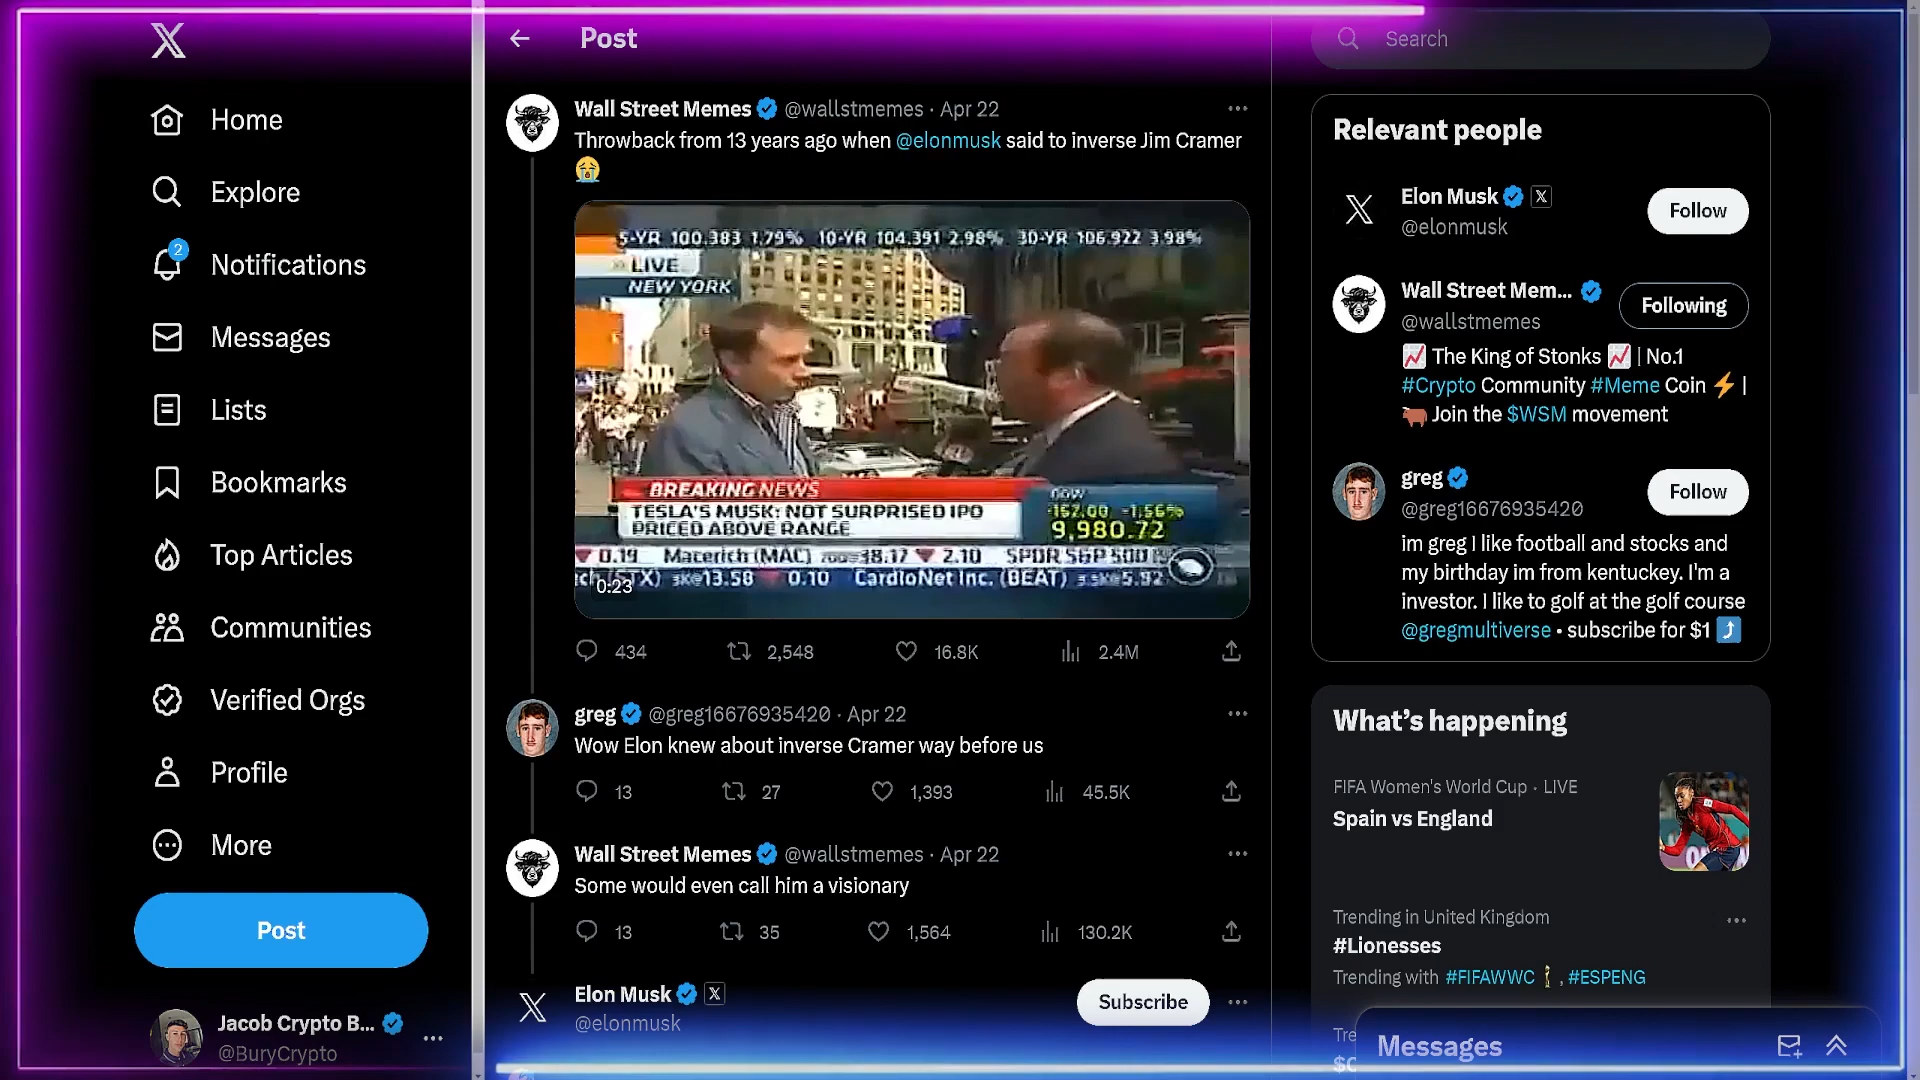 Home
Explore
2
Notifications
Messages
Lists
Bookmarks
Top Articles
Communities
Verified Orgs
Profile
More
Post
Jacob Crypto B...
@BuryCrypto
Post
Wall Street Memes @wallstmemes · Apr 22
Throwback from 13 years ago when @elonmusk said to inverse Jim Cramer
😭
5-YR 100.383 1.79% 10-YR 104.391 2.98% 30-YR 106.922 3.98%
LIVE
NEW YORK
BREAKING NEWS
TESLA'S MUSK: NOT SURPRISED IPO
PRICED ABOVE RANGE
DOW
-157.00 -1.56%
9,980.72
0.19 Macerich (MAC) 38.17 ▼ 2.10 SPDR S&P 500
(STX) 13.58 0.10 CardioNet Inc. (BEAT) 5.92
0:23
434 2,548 16.8K 2.4M
greg @greg16676935420 · Apr 22
Wow Elon knew about inverse Cramer way before us
13 27 1,393 45.5K
Wall Street Memes @wallstmemes · Apr 22
Some would even call him a visionary
13 35 1,564 130.2K
Elon Musk
@elonmusk
Subscribe
Search
Relevant people
Elon Musk
@elonmusk
Follow
Wall Street Mem...
@wallstmemes
Following
📈 The King of Stonks 📈 | No.1
#Crypto Community #Meme Coin ⚡ |
🐂 Join the $WSM movement
greg
@greg16676935420
Follow
im greg I like football and stocks and
my birthday im from kentuckey. I'm a
investor. I like to golf at the golf course
@gregmultiverse • subscribe for $1 ⤴️
What's happening
FIFA Women's World Cup · LIVE
Spain vs England
Trending in United Kingdom
#Lionesses
Trending with #FIFAWWC , #ESPENG
Messages